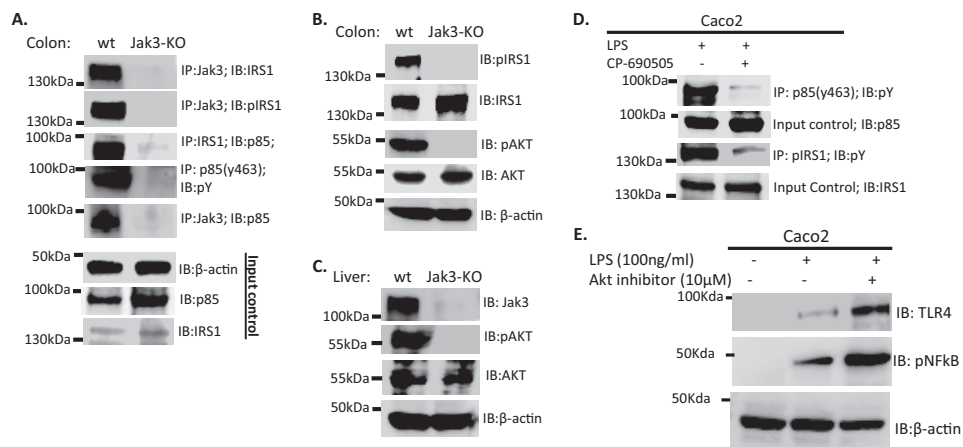 A.
Colon: wt Jak3-KO
130kDa IP:Jak3; IB:IRS1
130kDa IP:Jak3; IB:pIRS1
100kDa IP:IRS1; IB:p85;
100kDa IP: p85(y463);
IB:pY
100kDa IP:Jak3; IB:p85
50kDa IB:β-actin
100kDa IB:p85
130kDa IB:IRS1
Input control
B.
Colon: wt Jak3-KO
130kDa IB:pIRS1
130kDa IB:IRS1
55kDa IB: pAKT
55kDa IB: AKT
50kDa IB: β-actin
C.
Liver: wt Jak3-KO
100kDa IB: Jak3
55kDa IB:pAKT
55kDa IB:AKT
50kDa IB:β-actin
D.
Caco2
LPS + +
CP-690505 - +
100kDa IP: p85(y463); IB:pY
100kDa Input control; IB:p85
130kDa IP: pIRS1; IB:pY
130kDa Input Control; IB:IRS1
E.
Caco2
LPS (100ng/ml) - + +
Akt inhibitor (10μM) - - +
100Kda IB: TLR4
50Kda IB: pNFkB
50Kda IB:β-actin